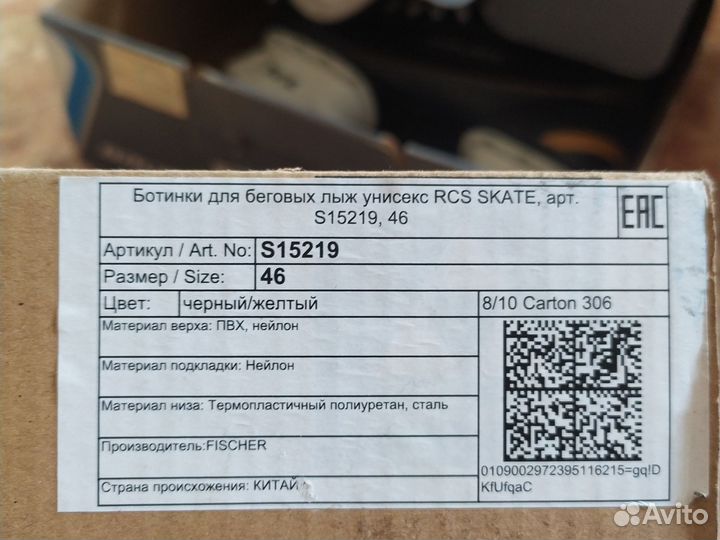 Ботинки для беговых лыж унисекс RCS SKATE, арт.
S15219, 46
EAC
Артикул / Art. No: S15219
Размер / Size: 46
Цвет: черный/желтый 8/10 Carton 306
Материал верха: ПВХ, нейлон
Материал подкладки: Нейлон
Материал низа: Термопластичный полиуретан, сталь
Производитель:FISCHER
0109002972395116215=gq!D
KfUfqaC
Страна происхождения: КИТАЙ
Avito